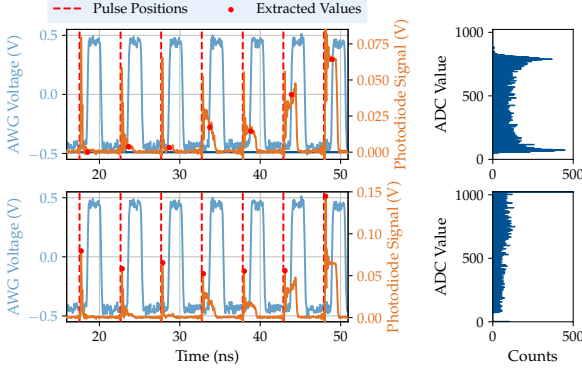 Pulse Positions Extracted Values
AWG Voltage (V)
0.5
0.0
−0.5
20 30 40 50
0.075
0.050
0.025
0.000
Photodiode Signal (V)
ADC Value
1000
500
0
0 500
AWG Voltage (V)
0.5
0.0
−0.5
20 30 40 50
Time (ns)
0.15
0.10
0.05
0.00
Photodiode Signal (V)
ADC Value
1000
500
0
0 500
Counts